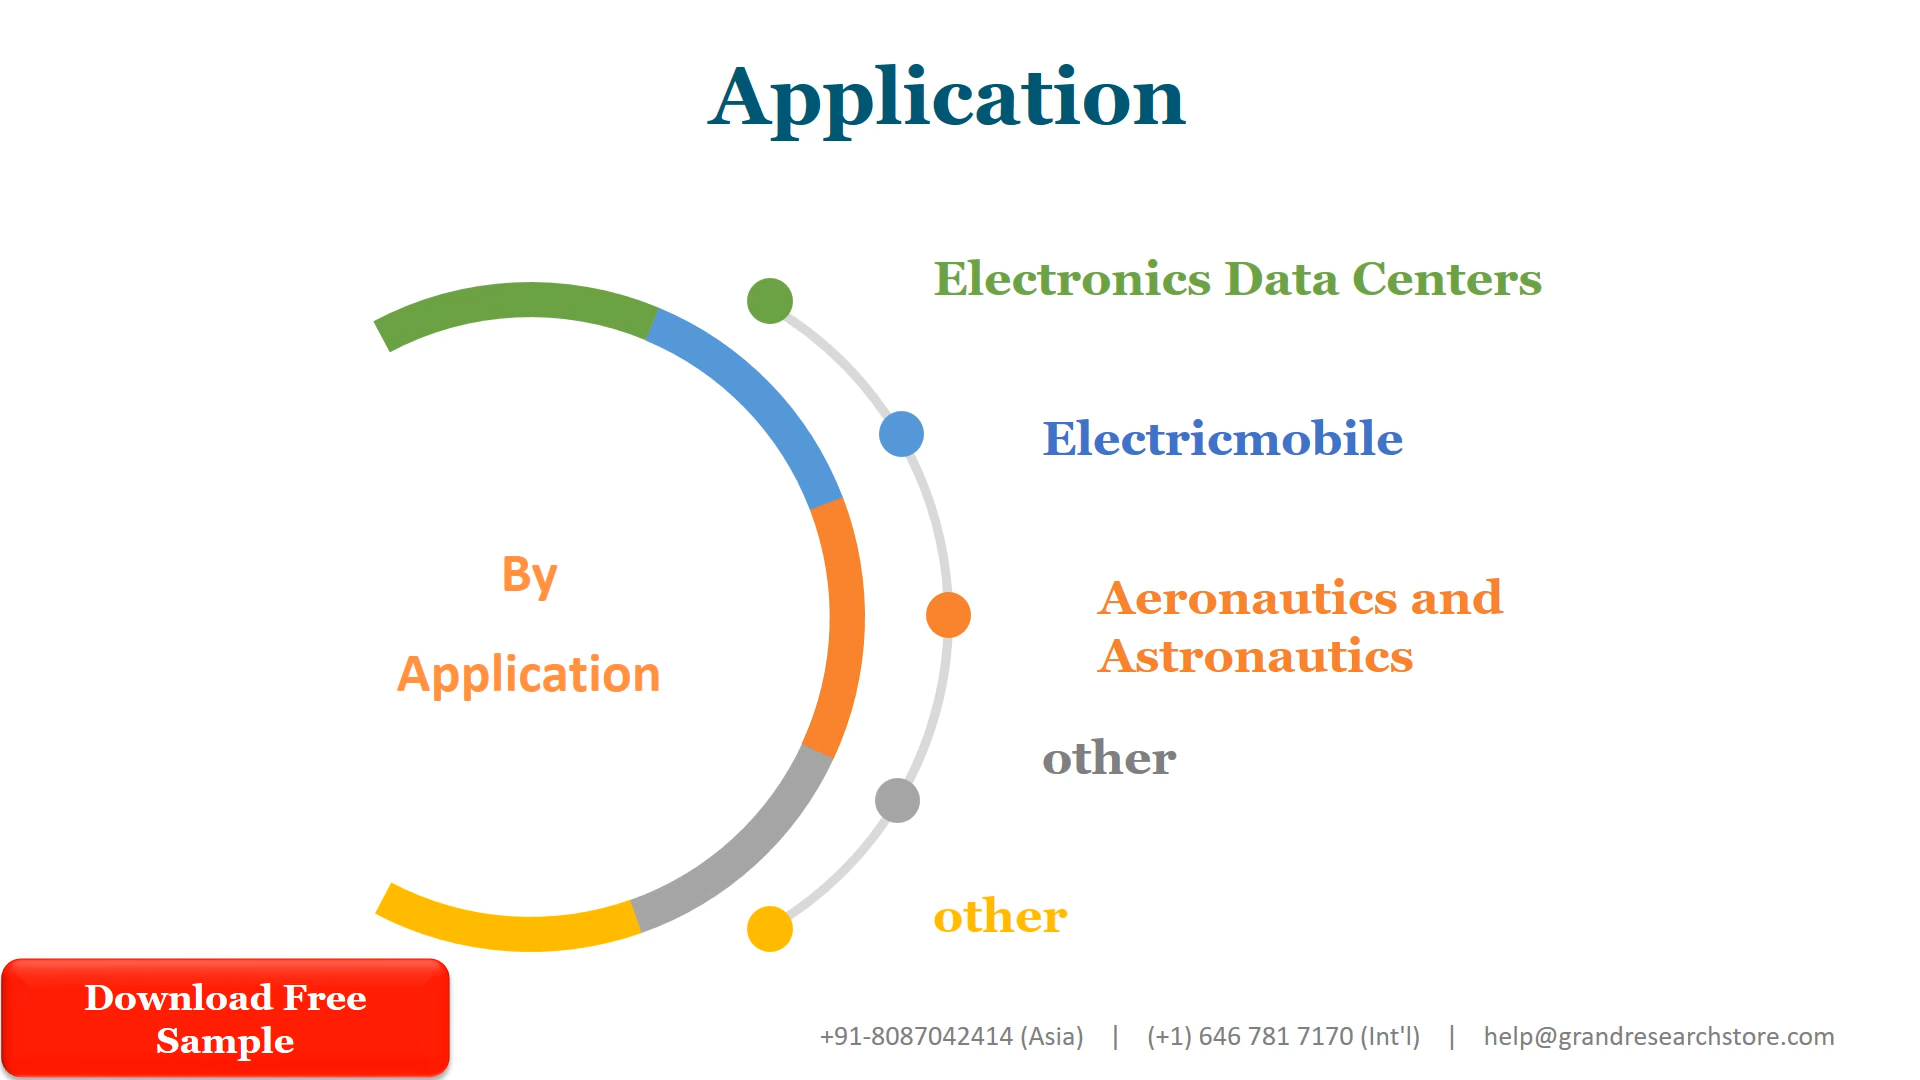 Application
Electronics Data Centers
Electricmobile
By
Application
Aeronautics and
Astronautics
other
other
Download Free
Sample
+91-8087042414 (Asia) | (+1) 646 781 7170 (Int'l) | help@grandresearchstore.com